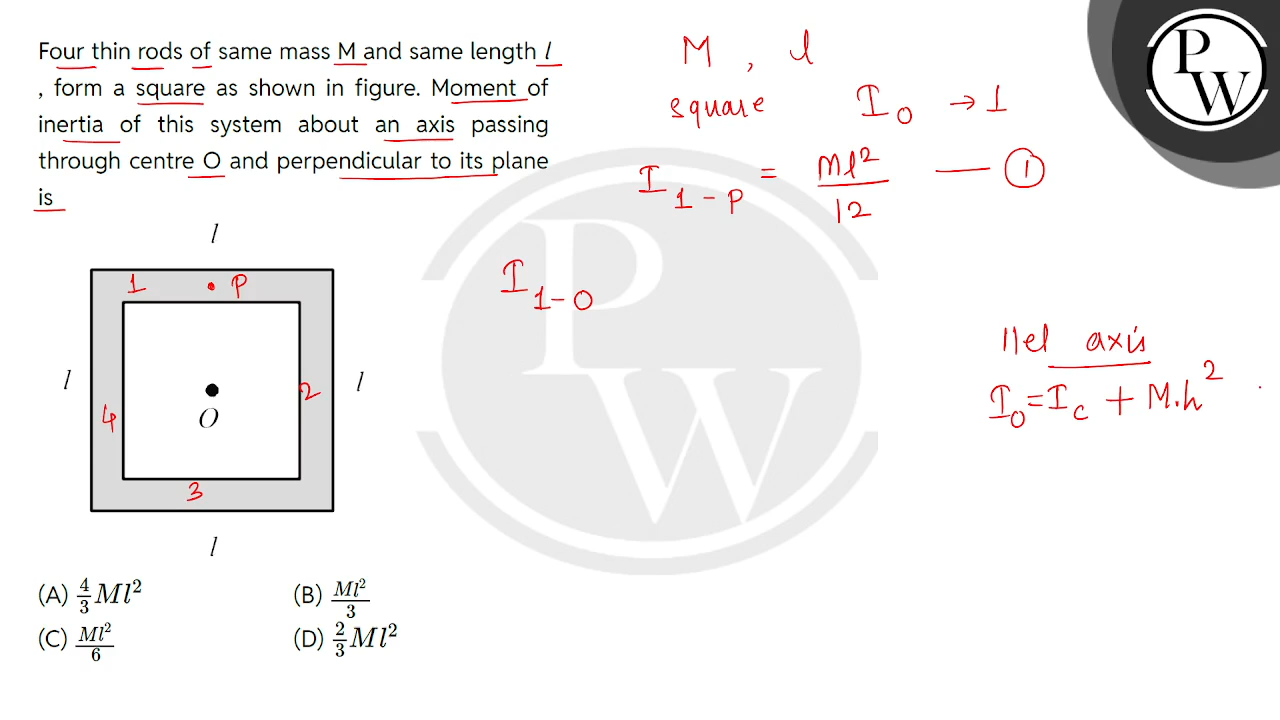 Four thin rods of same mass M and same length l
, form a square as shown in figure. Moment of
inertia of this system about an axis passing
through centre O and perpendicular to its plane
is
l
1 P
l
l
4
2
O
3
l
(A) 4/3 Ml²
(B) Ml²/3
(C) Ml²/6
(D) 2/3 Ml²
M , l
square I₀ → 1
I₁₋P = Ml²/12 — ①
I₁₋O
llel axis
I₀ = I_C + M.h²
P
W
P
W